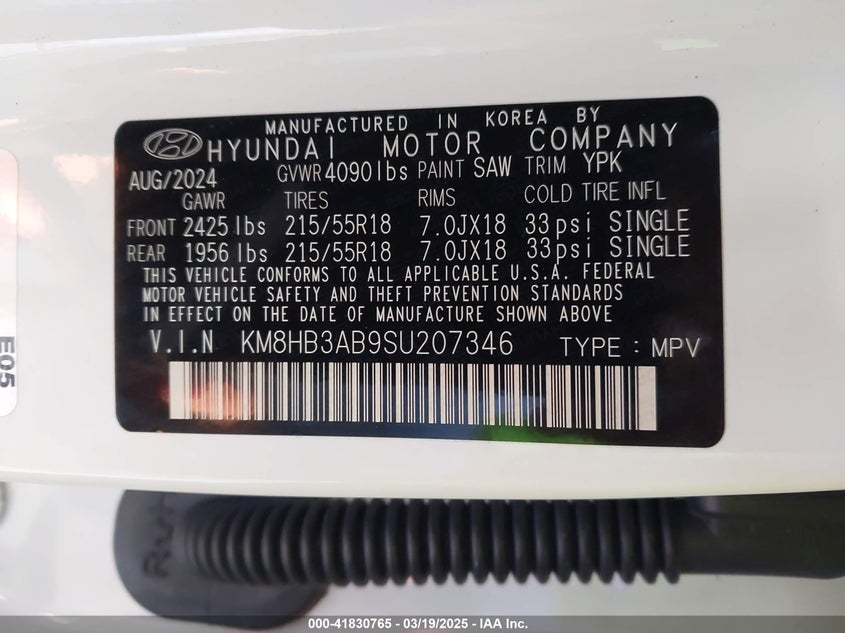 MANUFACTURED IN KOREA BY
HYUNDAI MOTOR COMPANY
AUG/2024 GVWR 4090 lbs PAINT SAW TRIM YPK
GAWR TIRES RIMS COLD TIRE INFL
FRONT 2425 lbs 215/55R18 7.0JX18 33psi SINGLE
REAR 1956 lbs 215/55R18 7.0JX18 33psi SINGLE
THIS VEHICLE CONFORMS TO ALL APPLICABLE U.S.A. FEDERAL
MOTOR VEHICLE SAFETY AND THEFT PREVENTION STANDARDS
IN EFFECT ON THE DATE OF MANUFACTURE SHOWN ABOVE
V.I.N KM8HB3AB9SU207346 TYPE : MPV
E05
000-41830765 - 03/19/2025 - IAA Inc.